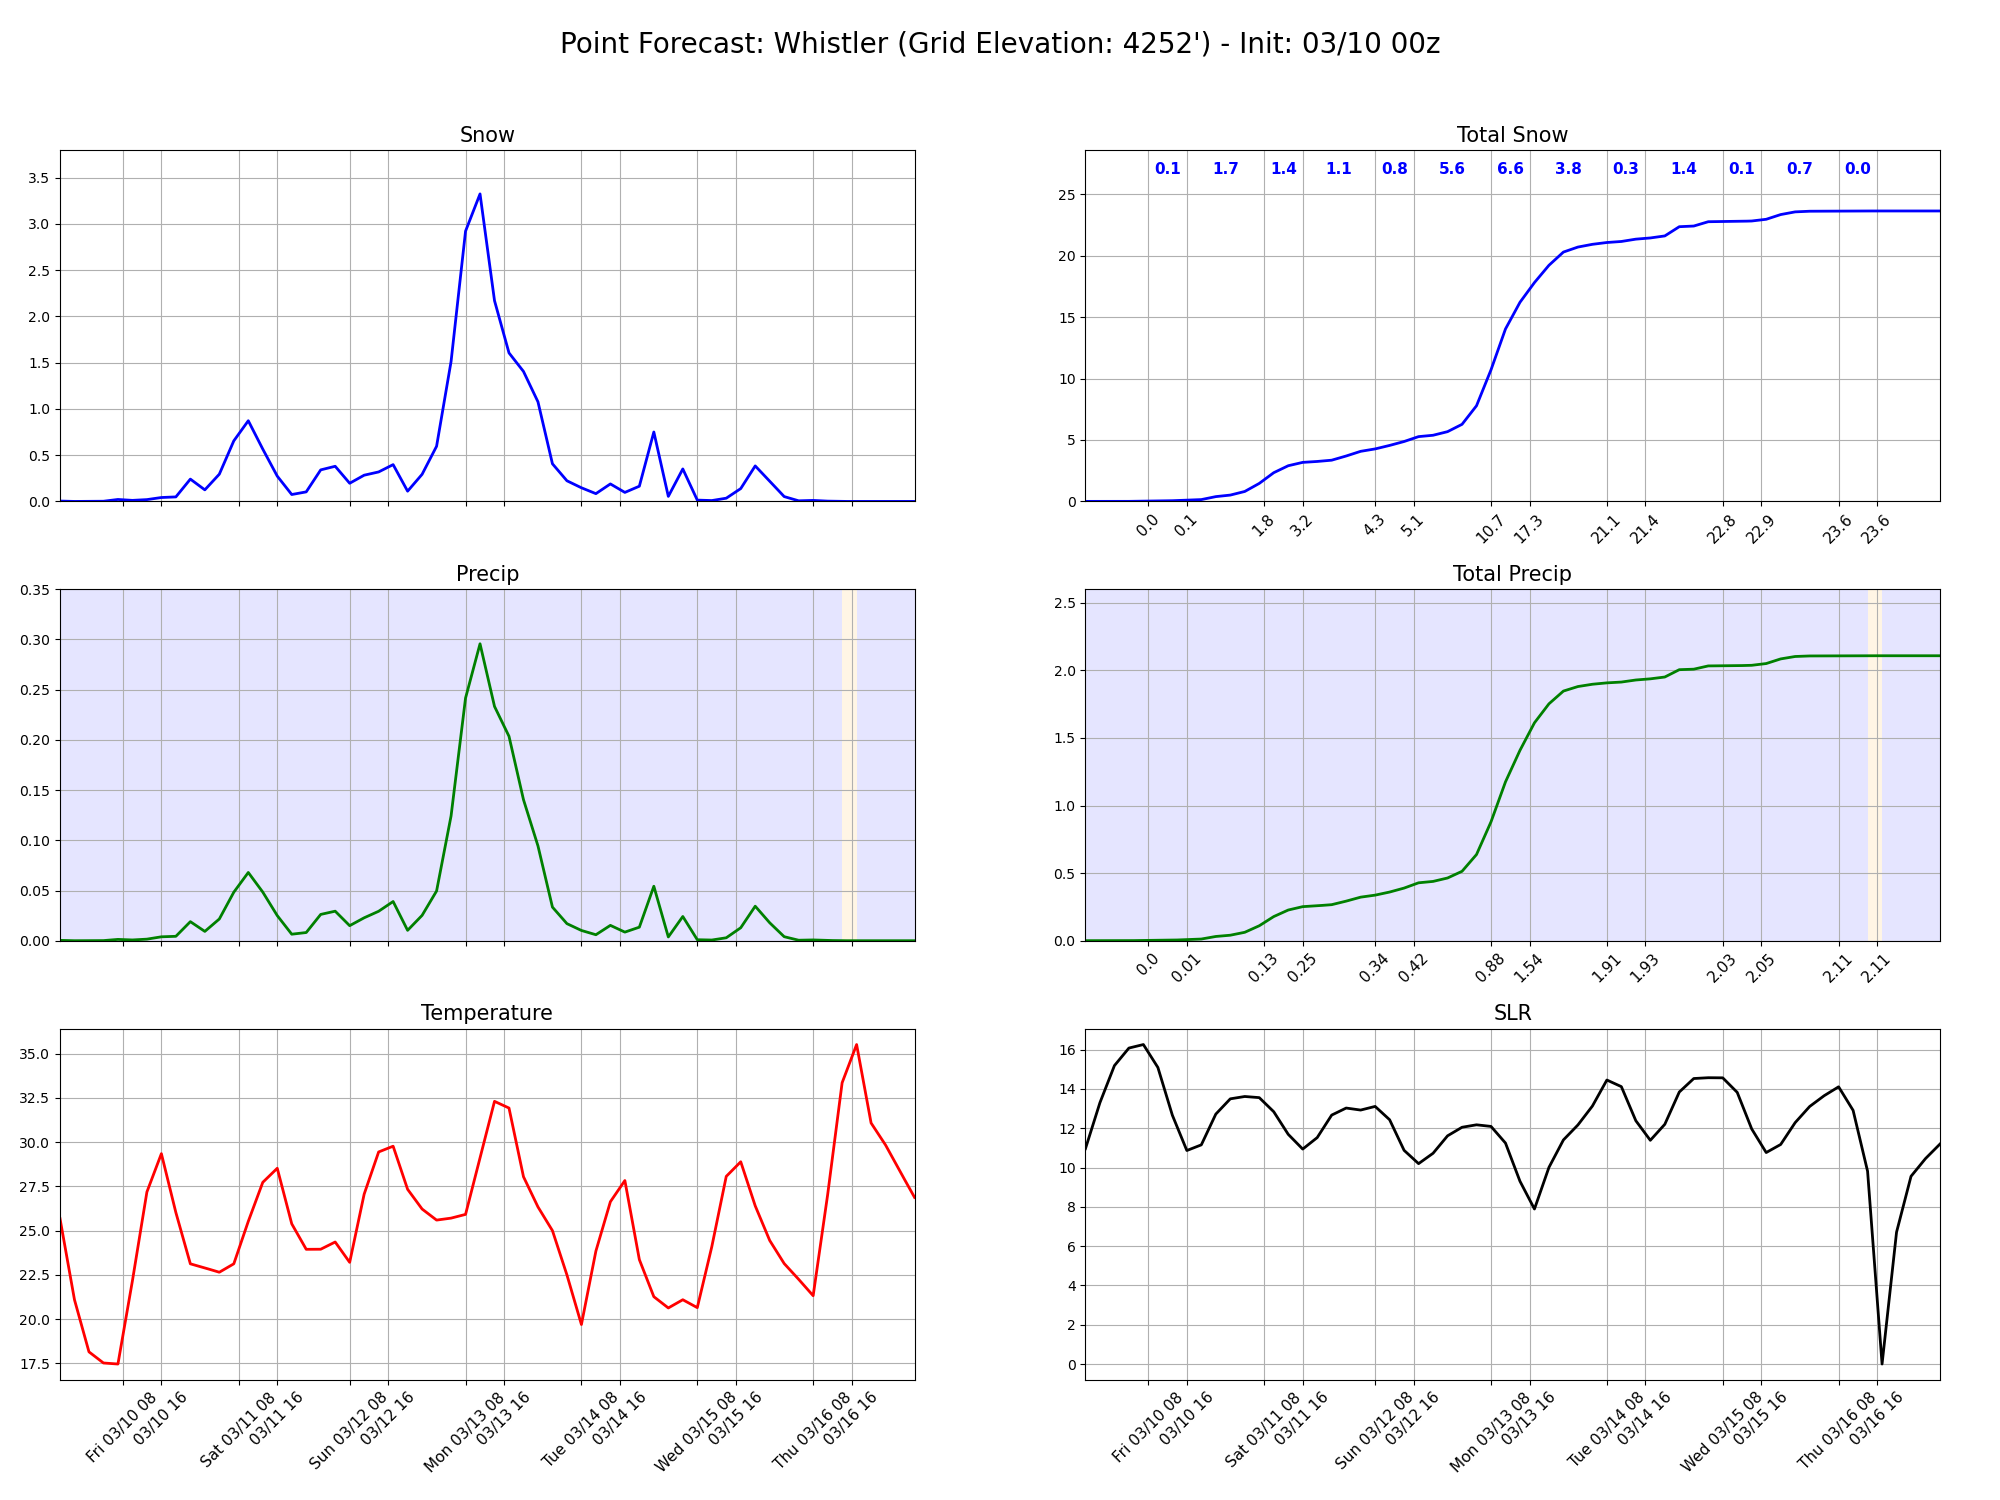 Point Forecast: Whistler (Grid Elevation: 4252') - Init: 03/10 00z
Snow
3.5
3.0
2.5
2.0
1.5
1.0
0.5
0.0
Total Snow
0.1 1.7 1.4 1.1 0.8 5.6 6.6 3.8 0.3 1.4 0.1 0.7 0.0
25
20
15
10
5
0
0.0 0.1 1.8 3.2 4.3 5.1 10.7 17.3 21.1 21.4 22.8 22.9 23.6 23.6
Precip
0.35
0.30
0.25
0.20
0.15
0.10
0.05
0.00
Total Precip
2.5
2.0
1.5
1.0
0.5
0.0
0.0 0.01 0.13 0.25 0.34 0.42 0.88 1.54 1.91 1.93 2.03 2.05 2.11 2.11
Temperature
35.0
32.5
30.0
27.5
25.0
22.5
20.0
17.5
Fri 03/10 08
03/10 16
Sat 03/11 08
03/11 16
Sun 03/12 08
03/12 16
Mon 03/13 08
03/13 16
Tue 03/14 08
03/14 16
Wed 03/15 08
03/15 16
Thu 03/16 08
03/16 16
SLR
16
14
12
10
8
6
4
2
0
Fri 03/10 08
03/10 16
Sat 03/11 08
03/11 16
Sun 03/12 08
03/12 16
Mon 03/13 08
03/13 16
Tue 03/14 08
03/14 16
Wed 03/15 08
03/15 16
Thu 03/16 08
03/16 16